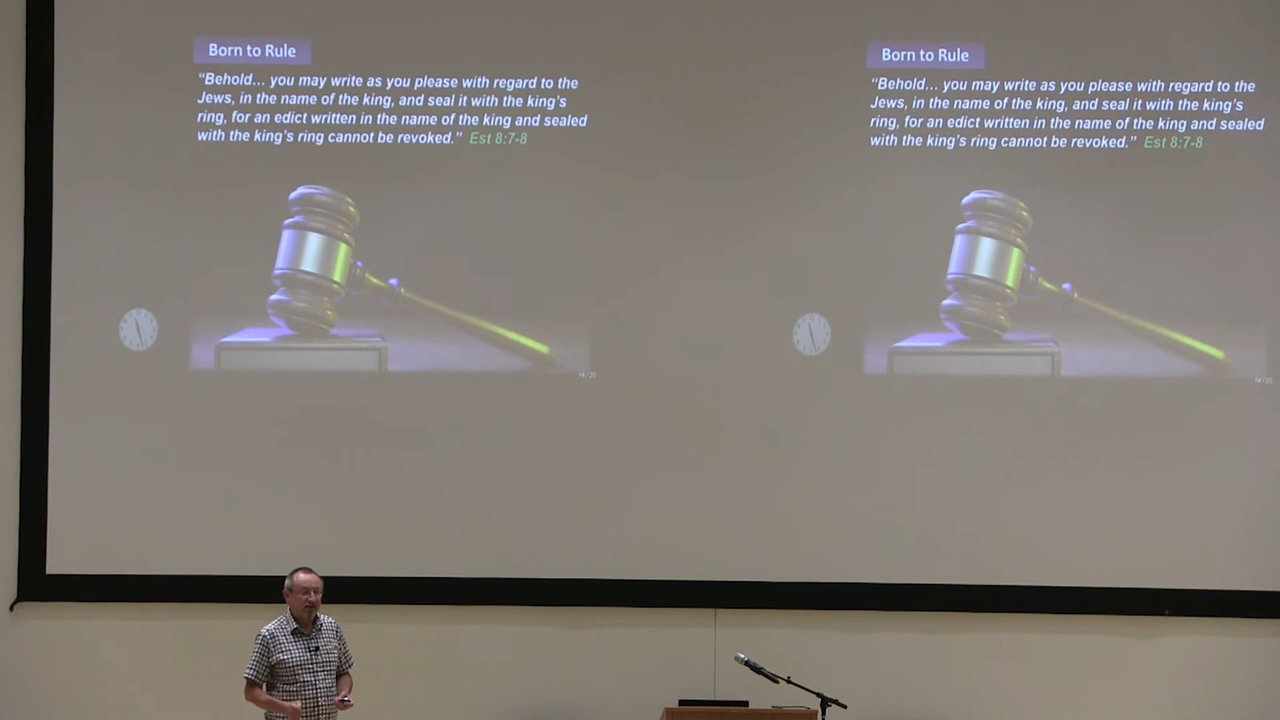 Born to Rule
“Behold... you may write as you please with regard to the
Jews, in the name of the king, and seal it with the king’s
ring, for an edict written in the name of the king and sealed
with the king’s ring cannot be revoked.” Est 8:7-8
14 / 20
Born to Rule
“Behold... you may write as you please with regard to the
Jews, in the name of the king, and seal it with the king’s
ring, for an edict written in the name of the king and sealed
with the king’s ring cannot be revoked.” Est 8:7-8
14 / 20